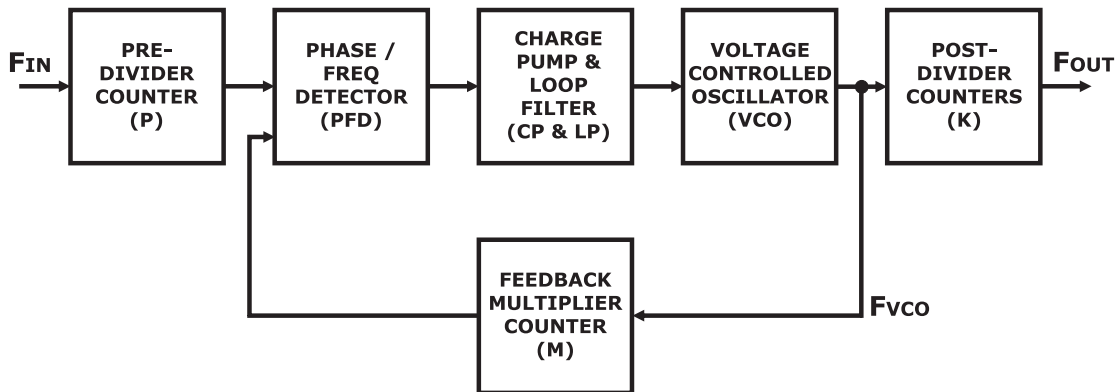 FIN
PRE-
DIVIDER
COUNTER
(P)
PHASE /
FREQ
DETECTOR
(PFD)
CHARGE
PUMP &
LOOP
FILTER
(CP & LP)
VOLTAGE
CONTROLLED
OSCILLATOR
(VCO)
POST-
DIVIDER
COUNTERS
(K)
FOUT
FEEDBACK
MULTIPLIER
COUNTER
(M)
FVCO